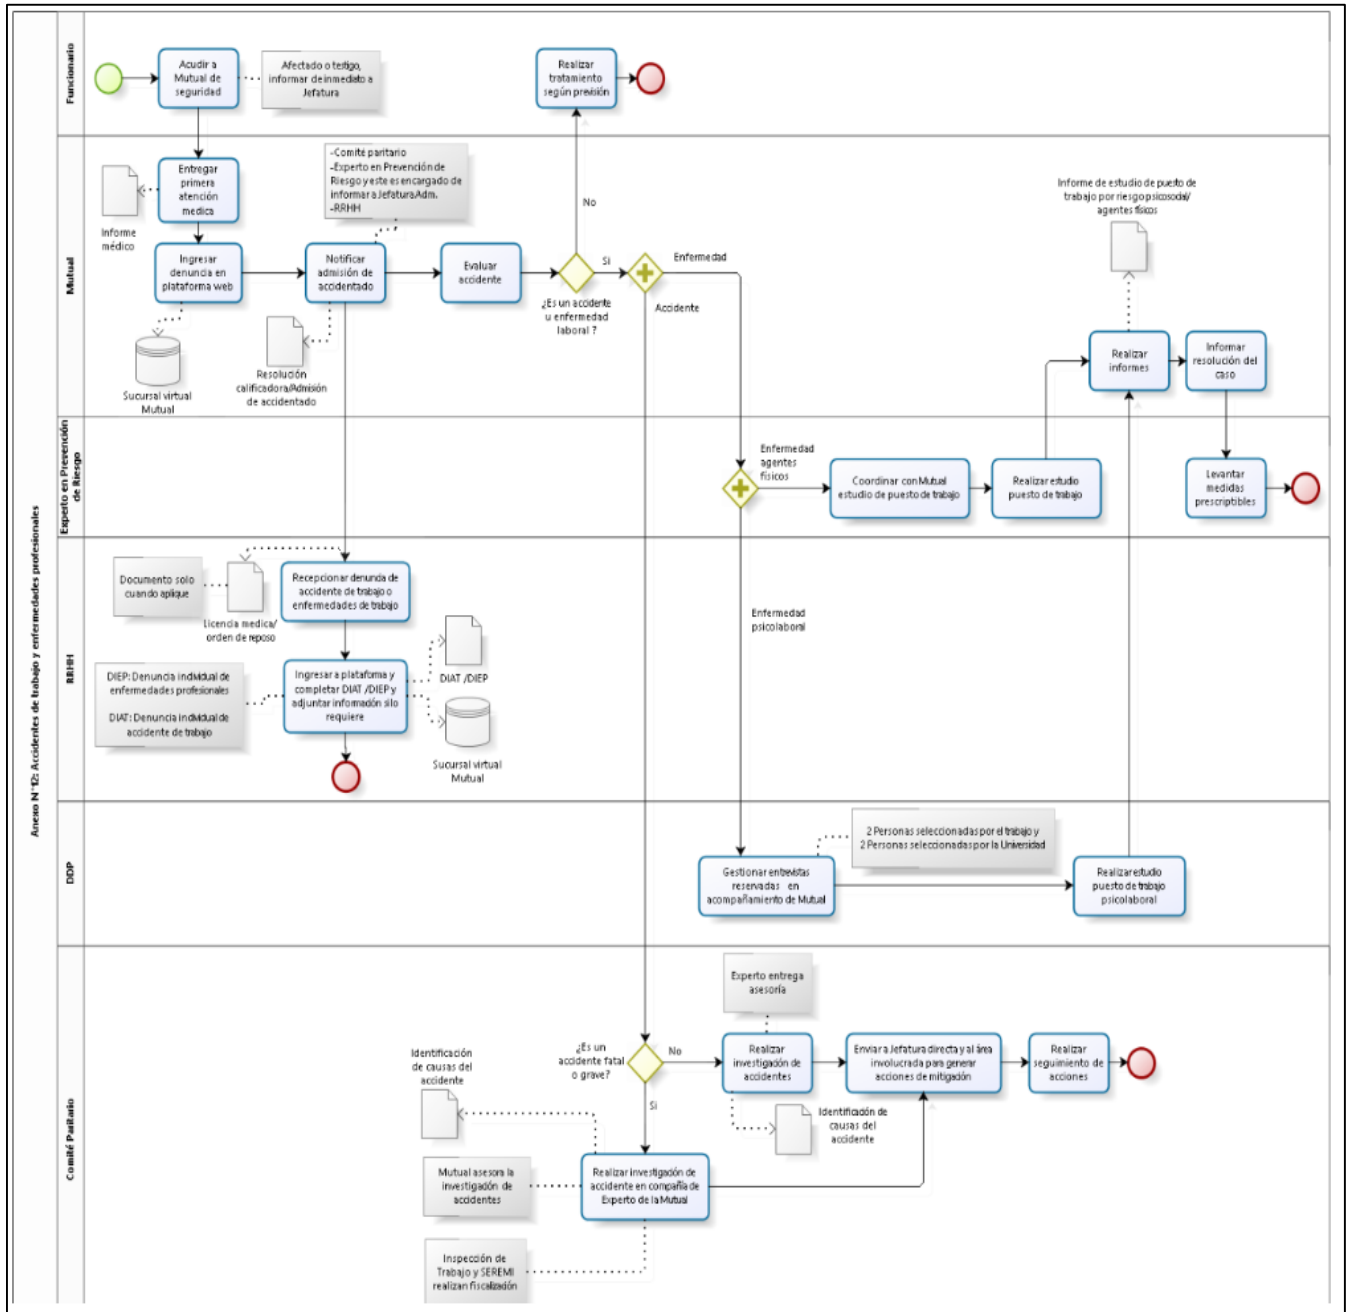 Anexo N°12: Accidentes de trabajo y enfermedades profesionales
Funcionario
Acudir a
Mutual de
seguridad
Afectado o testigo,
informar de inmediato a
Jefatura
Realizar
tratamiento
según previsión
Mutual
Entregar
primera
atención
medica
Informe
médico
-Comité paritario
-Experto en Prevención de
Riesgo y este es encargado de
informar a Jefatura Adm.
-RRHH
Ingresar
denuncia en
plataforma web
Notificar
admisión de
accidentado
Evaluar
accidente
No
Si
¿Es un accidente
u enfermedad
laboral ?
Enfermedad
Accidente
Sucursal virtual
Mutual
Resolución
calificadora/Admisión
de accidentado
Informe de estudio de puesto de
trabajo por riesgo psicosocial/
agentes físicos
Realizar
informes
Informar
resolución del
caso
Experto en Prevención
de Riesgo
Enfermedad
agentes
físicos
Coordinar con Mutual
estudio de puesto de trabajo
Realizar estudio
puesto de trabajo
Levantar
medidas
prescriptibles
RRHH
Documento solo
cuando aplique
Licencia medica/
orden de reposo
Recepcionar denuncia de
accidente de trabajo o
enfermedades de trabajo
Enfermedad
psicolaboral
DIEP: Denuncia individual de
enfermedades profesionales
DIAT: Denuncia individual de
accidente de trabajo
Ingresar a plataforma y
completar DIAT /DIEP y
adjuntar información si lo
requiere
DIAT /DIEP
Sucursal virtual
Mutual
DDP
2 Personas seleccionadas por el trabajo y
2 Personas seleccionadas por la Universidad
Gestionar entrevistas
reservadas en
acompañamiento de Mutual
Realizar estudio
puesto de trabajo
psicolaboral
Comité Paritario
Experto entrega
asesoría
¿Es un
accidente fatal
o grave?
No
Si
Realizar
investigación de
accidentes
Enviar a Jefatura directa y al área
involucrada para generar
acciones de mitigación
Realizar
seguimiento de
acciones
Identificación
de causas del
accidente
Identificación de
causas del
accidente
Mutual asesora la
investigación de
accidentes
Realizar investigación de
accidente en compañía de
Experto de la Mutual
Inspección de
Trabajo y SEREMI
realizan fiscalización